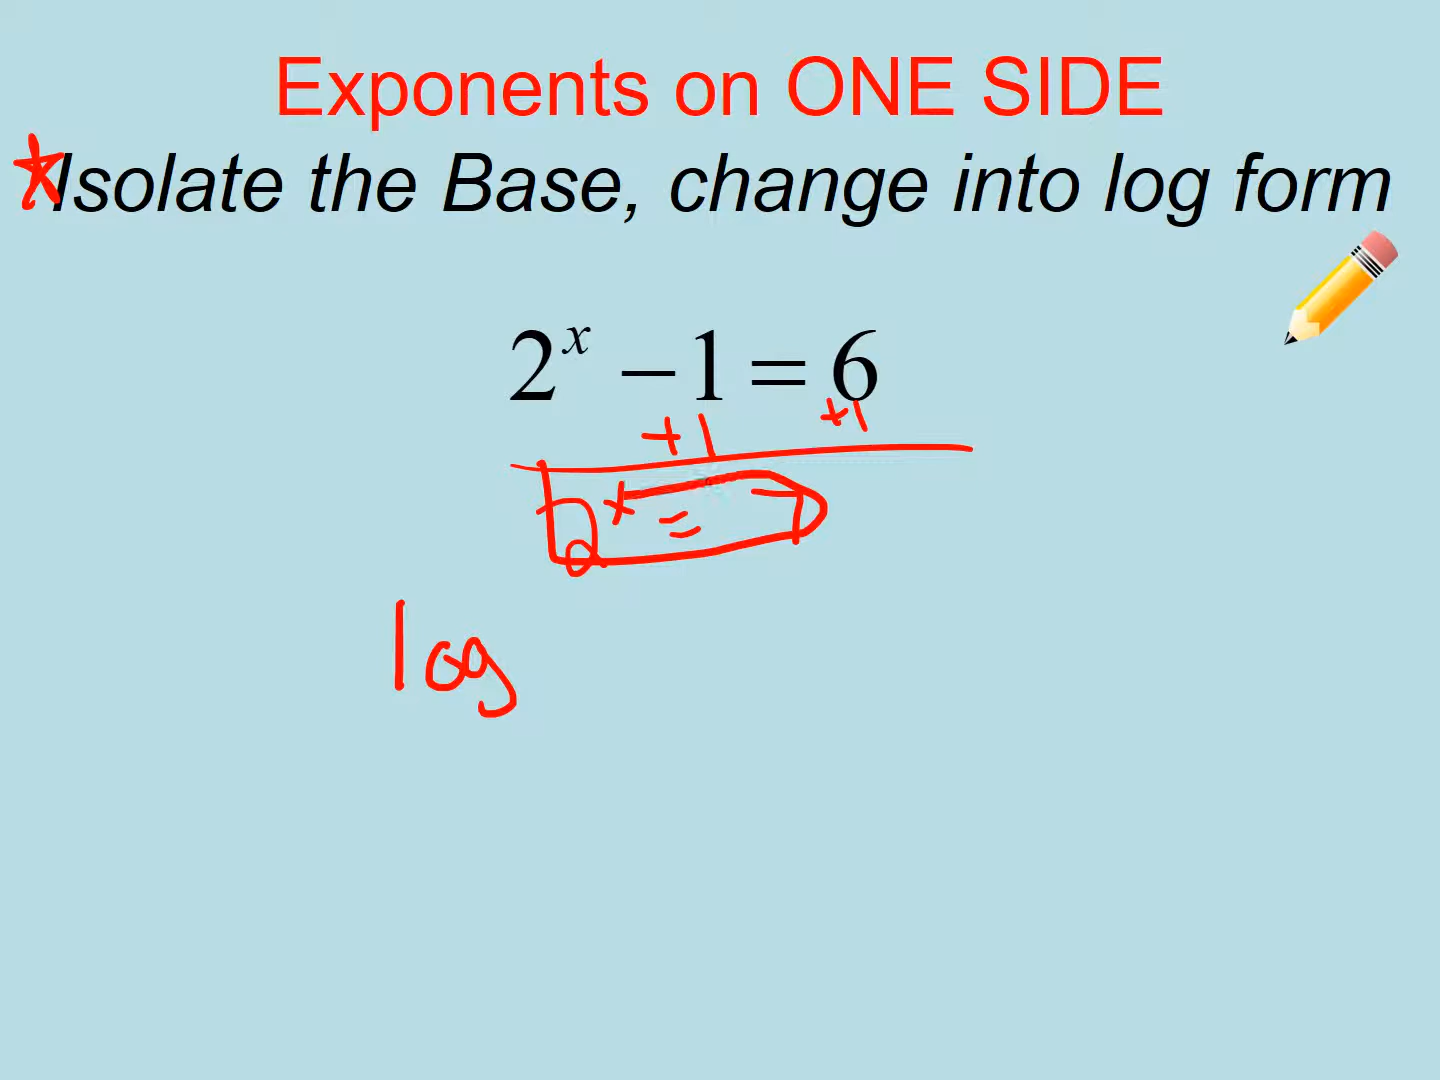 Exponents on ONE SIDE
*Isolate the Base, change into log form
2^x − 1 = 6
+1 +1
2^x = 7
log